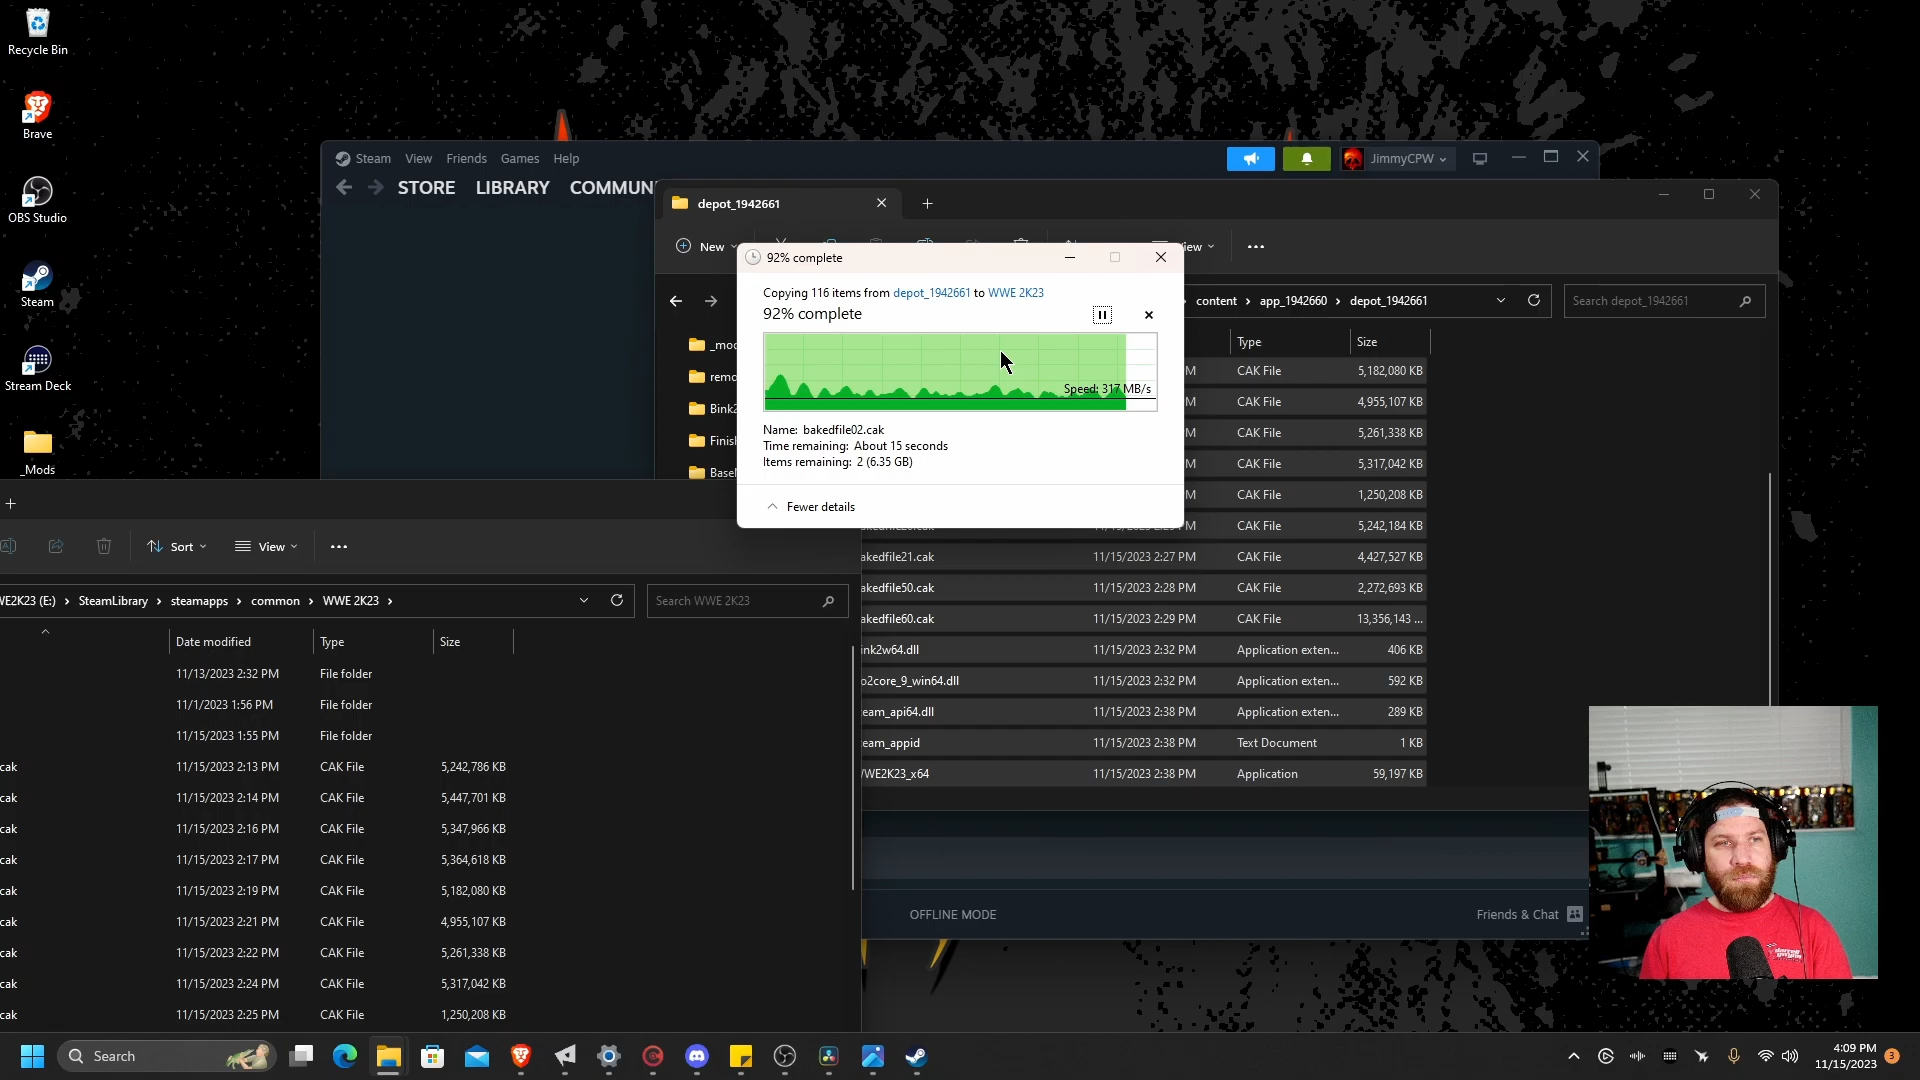 Recycle Bin
Brave
OBS Studio
Steam
Stream Deck
_Mods
Steam View Friends Games Help
JimmyCPW
STORE LIBRARY
depot_1942661
New
92% complete
Copying 116 items from depot_1942661 to WWE 2K23
92% complete
Speed: 317 MB/s
Name: bakedfile02.cak
Time remaining: About 15 seconds
Items remaining: 2 (6.35 GB)
Fewer details
content > app_1942660 > depot_1942661
Search depot_1942661
Type Size
CAK File 5,182,080 KB
CAK File 4,955,107 KB
CAK File 5,261,338 KB
CAK File 5,317,042 KB
CAK File 1,250,208 KB
CAK File 5,242,184 KB
akedfile21.cak 11/15/2023 2:27 PM CAK File 4,427,527 KB
akedfile50.cak 11/15/2023 2:28 PM CAK File 2,272,693 KB
akedfile60.cak 11/15/2023 2:29 PM CAK File 13,356,143 ...
ink2w64.dll 11/15/2023 2:32 PM Application exten... 406 KB
o2core_9_win64.dll 11/15/2023 2:32 PM Application exten... 592 KB
eam_api64.dll 11/15/2023 2:38 PM Application exten... 289 KB
eam_appid 11/15/2023 2:38 PM Text Document 1 KB
WE2K23_x64 11/15/2023 2:38 PM Application 59,197 KB
OFFLINE MODE
Friends & Chat
Sort View
WE2K23 (E:) > SteamLibrary > steamapps > common > WWE 2K23 >
Search WWE 2K23
Date modified Type Size
11/13/2023 2:32 PM File folder
11/1/2023 1:56 PM File folder
11/15/2023 1:55 PM File folder
cak 11/15/2023 2:13 PM CAK File 5,242,786 KB
cak 11/15/2023 2:14 PM CAK File 5,447,701 KB
cak 11/15/2023 2:16 PM CAK File 5,347,966 KB
cak 11/15/2023 2:17 PM CAK File 5,364,618 KB
cak 11/15/2023 2:19 PM CAK File 5,182,080 KB
cak 11/15/2023 2:21 PM CAK File 4,955,107 KB
cak 11/15/2023 2:22 PM CAK File 5,261,338 KB
cak 11/15/2023 2:24 PM CAK File 5,317,042 KB
cak 11/15/2023 2:25 PM CAK File 1,250,208 KB
Search
4:09 PM
11/15/2023
3